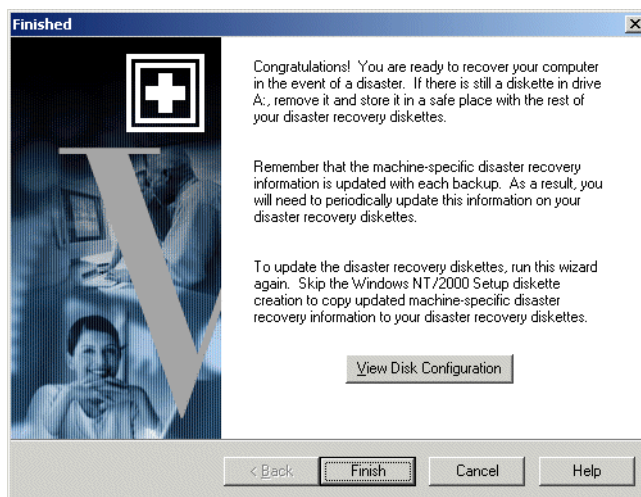 Finished
Congratulations! You are ready to recover your computer
in the event of a disaster. If there is still a diskette in drive
A:, remove it and store it in a safe place with the rest of
your disaster recovery diskettes.
Remember that the machine-specific disaster recovery
information is updated with each backup. As a result, you
will need to periodically update this information on your
disaster recovery diskettes.
To update the disaster recovery diskettes, run this wizard
again. Skip the Windows NT/2000 Setup diskette
creation to copy updated machine-specific disaster
recovery information to your disaster recovery diskettes.
View Disk Configuration
< Back
Finish
Cancel
Help